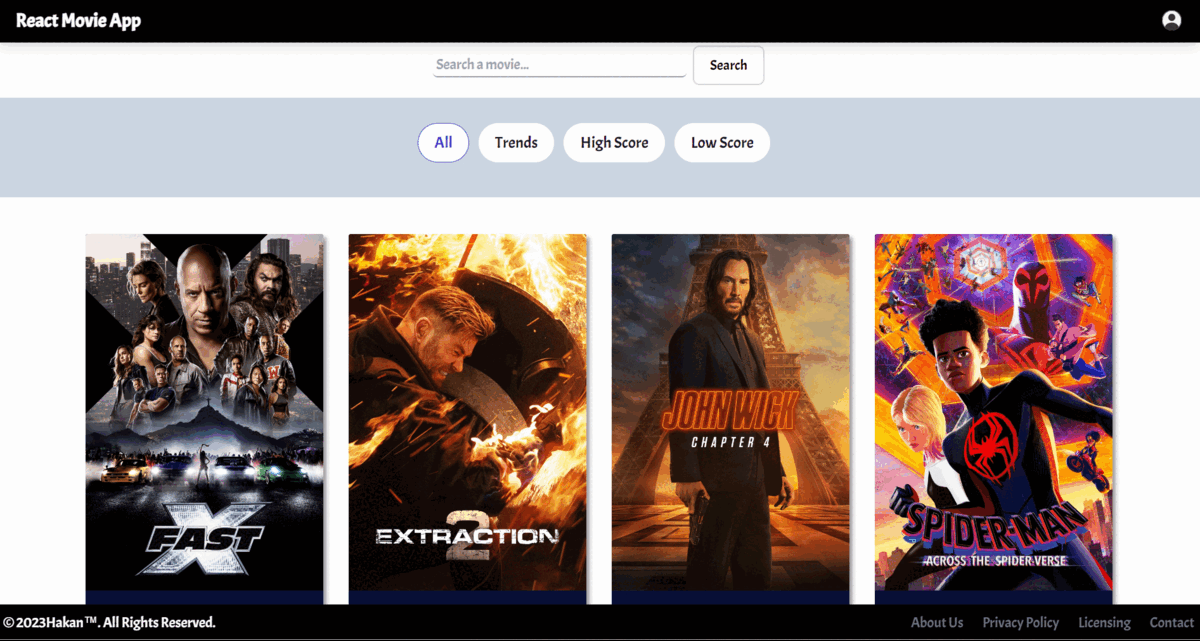 React Movie App
Search a movie...
Search
All
Trends
High Score
Low Score
FAST X
EXTRACTION 2
JOHN WICK
CHAPTER 4
SPIDER-MAN
ACROSS THE SPIDER-VERSE
©2023Hakan™. All Rights Reserved.
About Us
Privacy Policy
Licensing
Contact